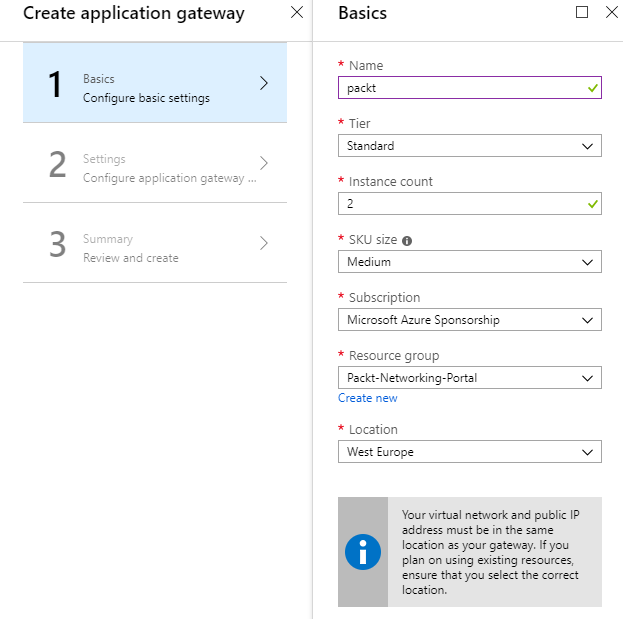 Create application gateway
1
Basics
Configure basic settings
2
Settings
Configure application gateway ...
3
Summary
Review and create
Basics
* Name
packt
* Tier
Standard
* Instance count
2
* SKU size
Medium
* Subscription
Microsoft Azure Sponsorship
* Resource group
Packt-Networking-Portal
Create new
* Location
West Europe
Your virtual network and public IP
address must be in the same
location as your gateway. If you
plan on using existing resources,
ensure that you select the correct
location.